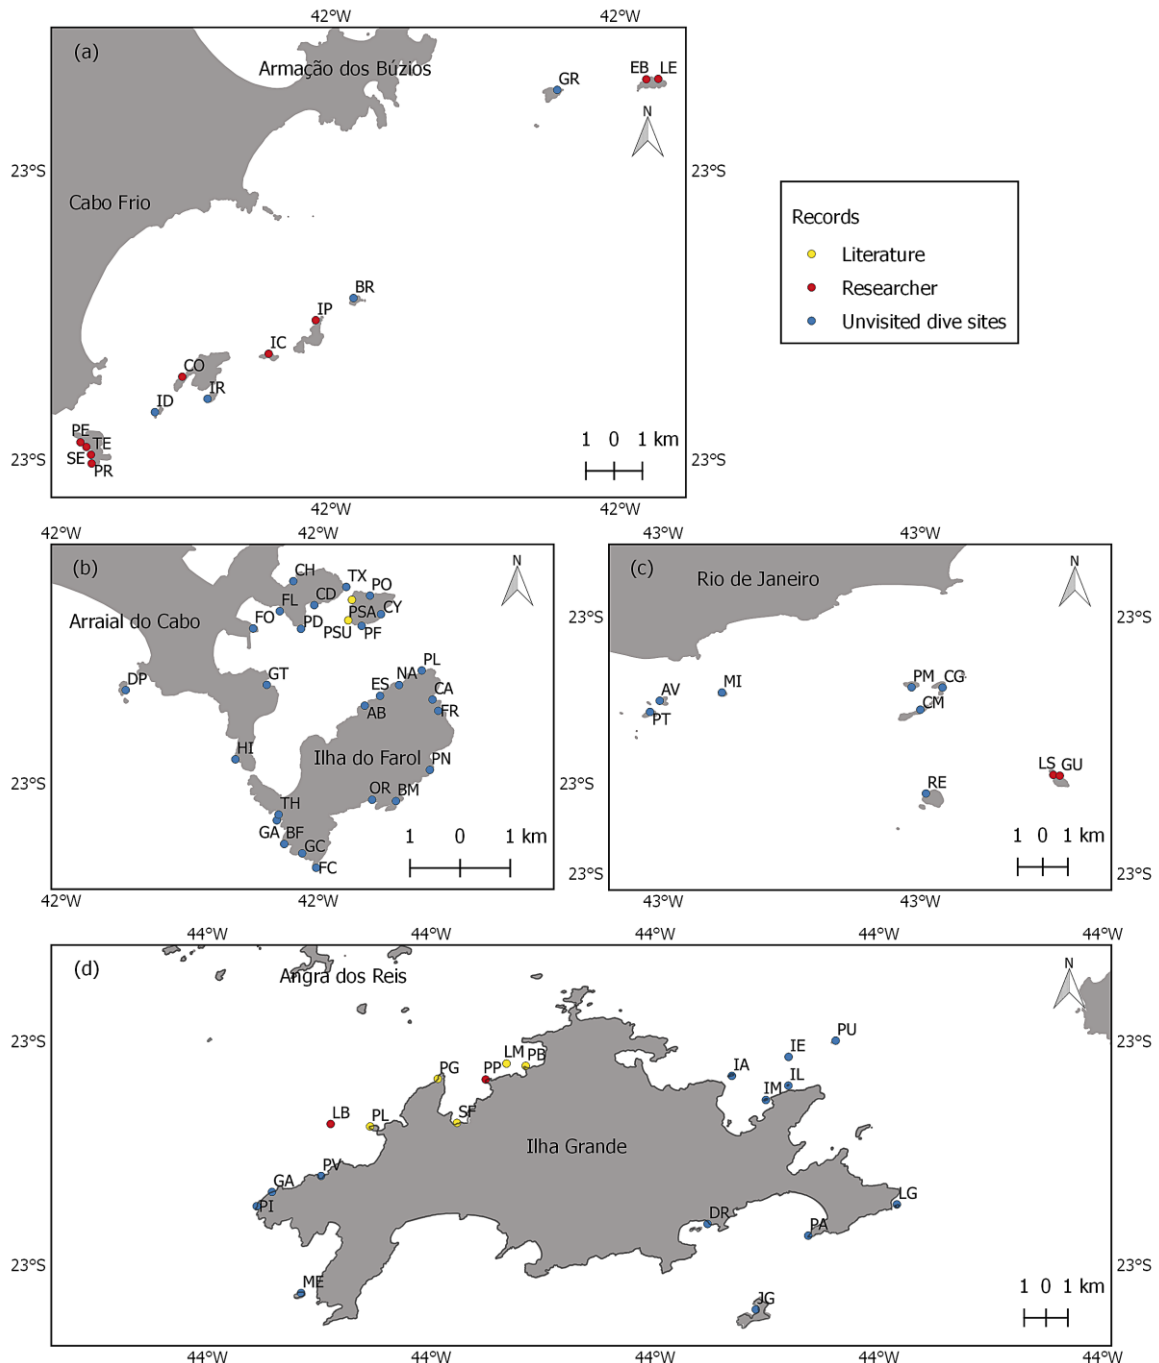 42°W
42°W
(a)
Armação dos Búzios
GR
EB
LE
N
23°S
23°S
Cabo Frio
Records
Literature
Researcher
Unvisited dive sites
BR
IP
IC
CO
IR
ID
PE
TE
SE
PR
1 0 1 km
23°S
23°S
42°W
42°W
42°W
42°W
(b)
N
CH
TX
PO
CD
FL
PSA
CY
FO
PD
PSU
PF
Arraial do Cabo
PL
GT
DP
ES
NA
CA
AB
FR
HI
Ilha do Farol
PN
OR
BM
TH
GA
BF
GC
FC
1 0 1 km
23°S
42°W
42°W
43°W
43°W
(c)
N
Rio de Janeiro
23°S
23°S
PM
CG
AV
MI
CM
PT
LS
GU
RE
1 0 1 km
23°S
23°S
43°W
43°W
44°W
44°W
44°W
44°W
44°W
(d)
Angra dos Reis
N
23°S
23°S
PU
IE
LM
PB
PG
PP
IA
IL
IM
LB
PL
SF
Ilha Grande
PV
GA
PI
LG
DR
PA
23°S
23°S
ME
JG
1 0 1 km
44°W
44°W
44°W
44°W
44°W